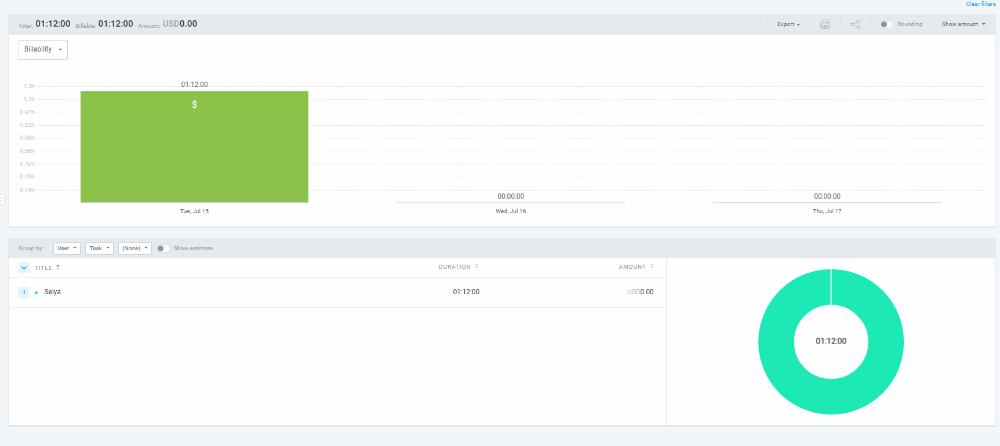 Clear filters
Total: 01:12:00 Billable: 01:12:00 Amount: USD0.00 Export Rounding Show amount
Billability
01:12:00
$
1.3h
1.1h
0.97h
0.83h
0.69h
0.56h
0.42h
0.28h
0.14h
00:00:00 00:00:00
Tue, Jul 15 Wed, Jul 16 Thu, Jul 17
Group by: User Task (None) Show estimate
TITLE DURATION AMOUNT
1 Seiya 01:12:00 USD0.00
01:12:00